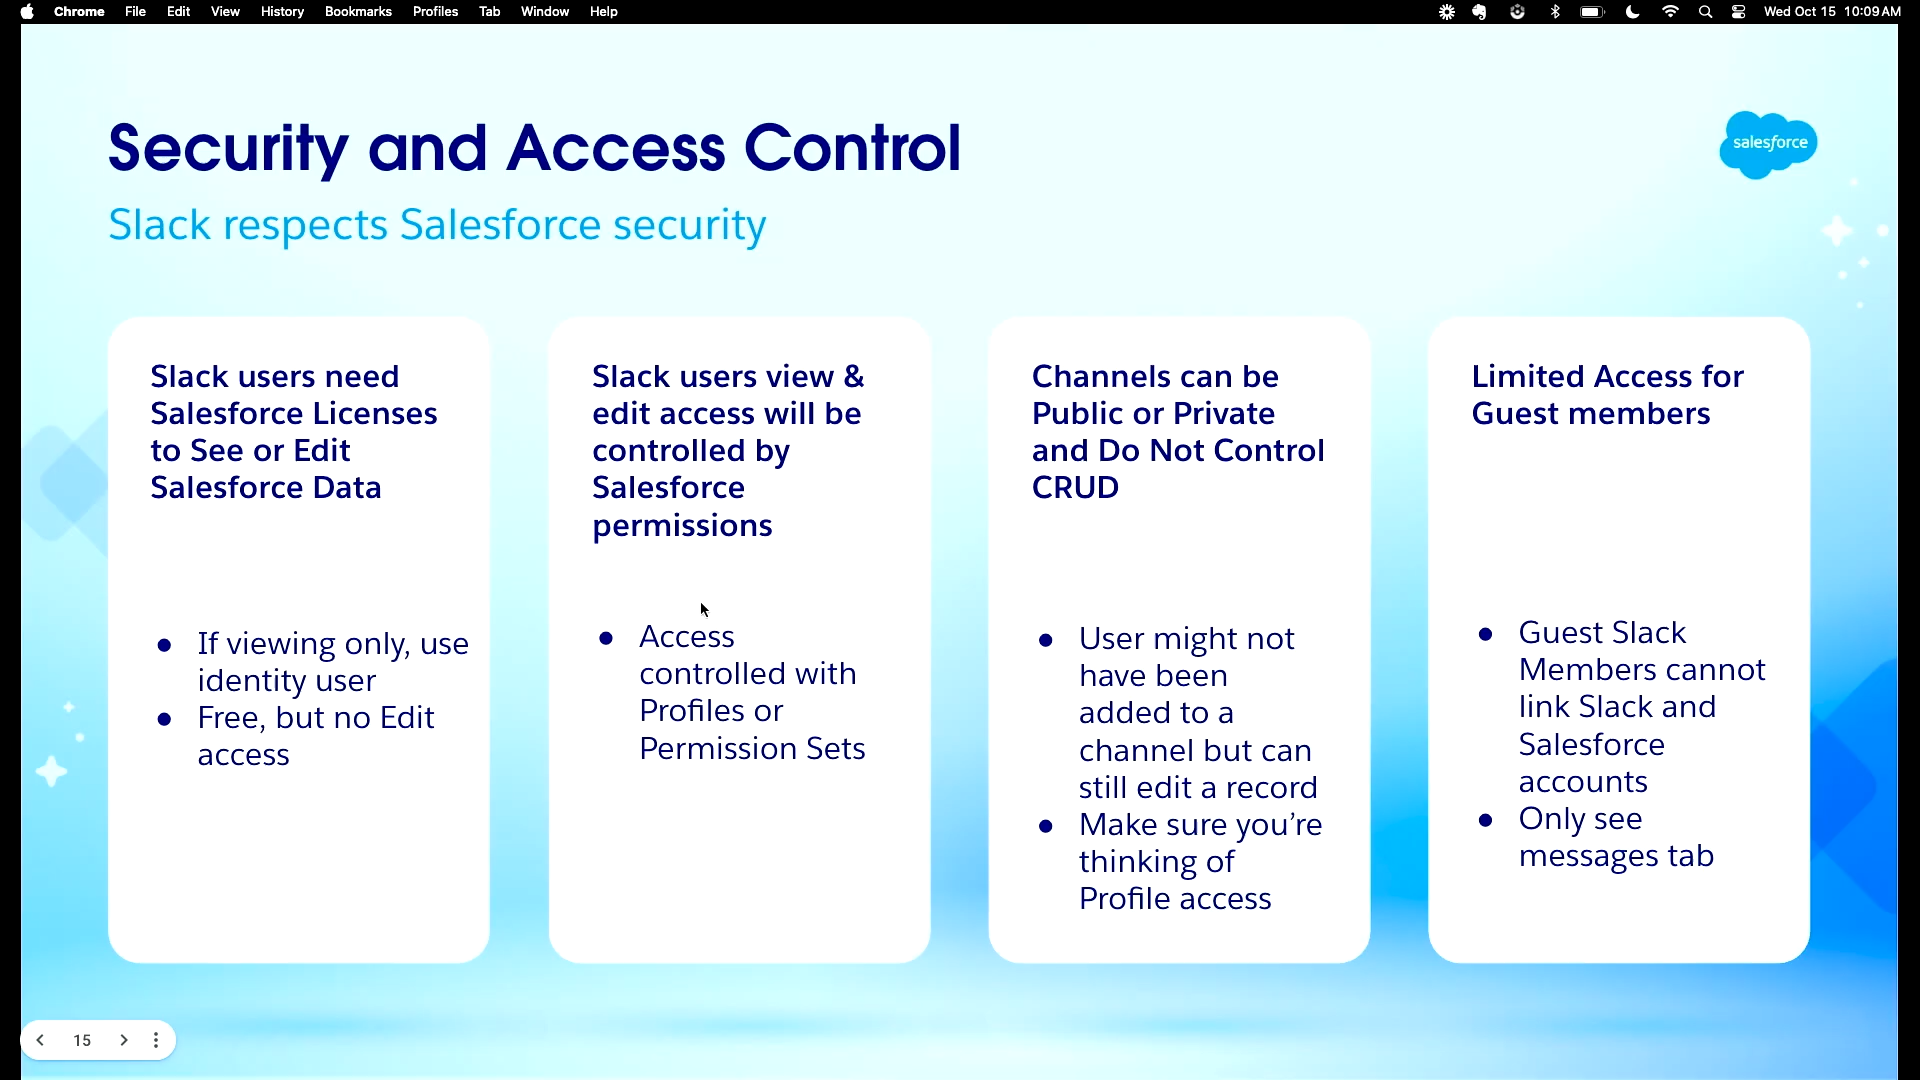 Chrome File Edit View History Bookmarks Profiles Tab Window Help Wed Oct 15 10:09 AM
Security and Access Control
salesforce
Slack respects Salesforce security
Slack users need
Salesforce Licenses
to See or Edit
Salesforce Data
● If viewing only, use
identity user
● Free, but no Edit
access
Slack users view &
edit access will be
controlled by
Salesforce
permissions
● Access
controlled with
Profiles or
Permission Sets
Channels can be
Public or Private
and Do Not Control
CRUD
● User might not
have been
added to a
channel but can
still edit a record
● Make sure you’re
thinking of
Profile access
Limited Access for
Guest members
● Guest Slack
Members cannot
link Slack and
Salesforce
accounts
● Only see
messages tab
15